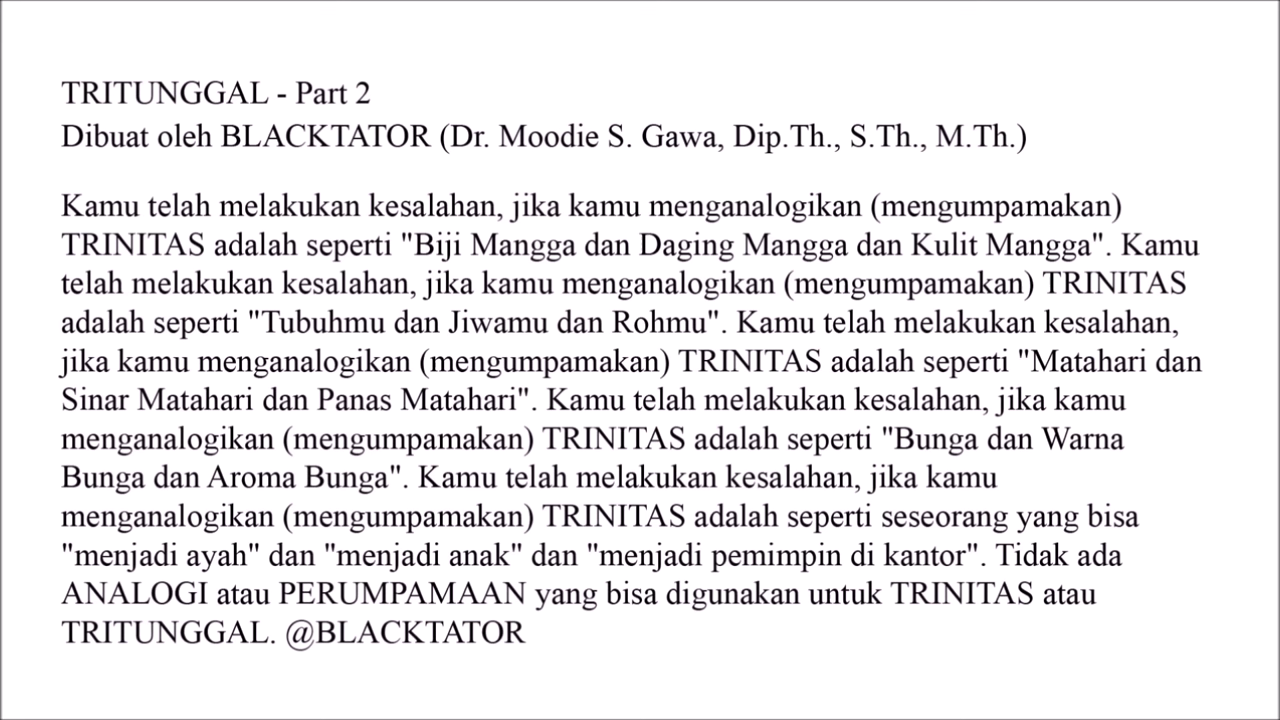 TRITUNGGAL - Part 2
Dibuat oleh BLACKTATOR (Dr. Moodie S. Gawa, Dip.Th., S.Th., M.Th.)
Kamu telah melakukan kesalahan, jika kamu menganalogikan (mengumpamakan)
TRINITAS adalah seperti "Biji Mangga dan Daging Mangga dan Kulit Mangga". Kamu
telah melakukan kesalahan, jika kamu menganalogikan (mengumpamakan) TRINITAS
adalah seperti "Tubuhmu dan Jiwamu dan Rohmu". Kamu telah melakukan kesalahan,
jika kamu menganalogikan (mengumpamakan) TRINITAS adalah seperti "Matahari dan
Sinar Matahari dan Panas Matahari". Kamu telah melakukan kesalahan, jika kamu
menganalogikan (mengumpamakan) TRINITAS adalah seperti "Bunga dan Warna
Bunga dan Aroma Bunga". Kamu telah melakukan kesalahan, jika kamu
menganalogikan (mengumpamakan) TRINITAS adalah seperti seseorang yang bisa
"menjadi ayah" dan "menjadi anak" dan "menjadi pemimpin di kantor". Tidak ada
ANALOGI atau PERUMPAMAAN yang bisa digunakan untuk TRINITAS atau
TRITUNGGAL. @BLACKTATOR